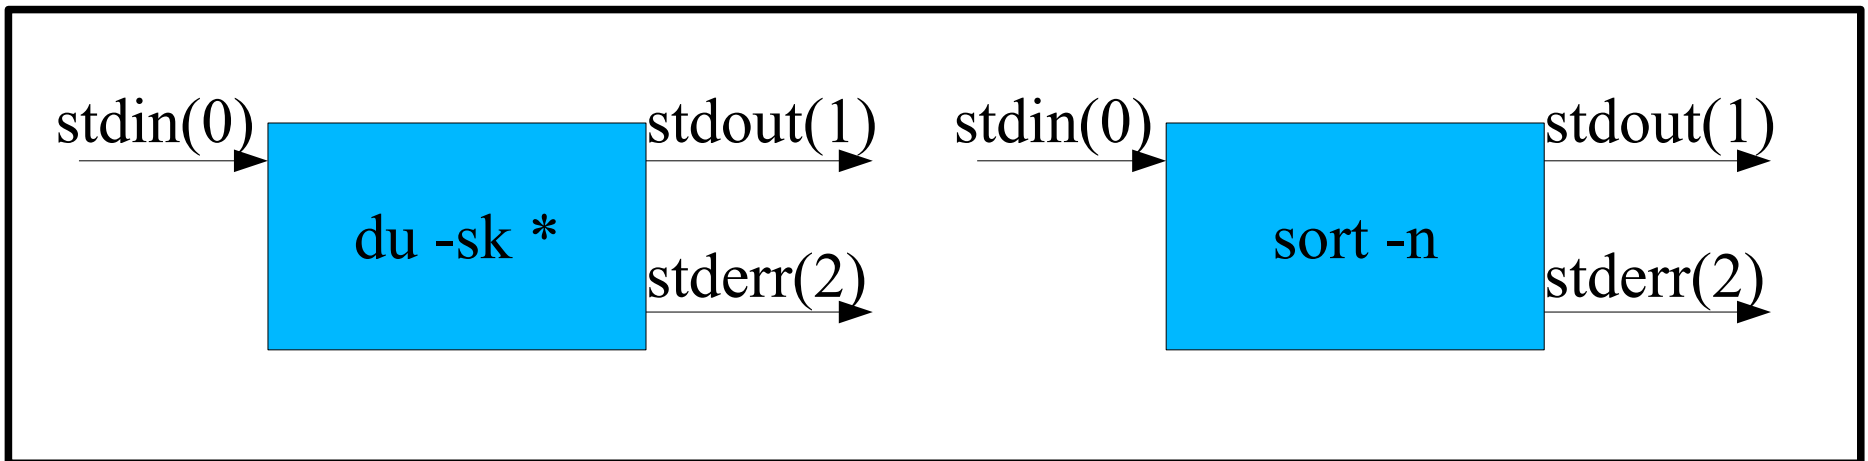 stdin(0) stdout(1) stdin(0) stdout(1)
du -sk * sort -n
stderr(2) stderr(2)